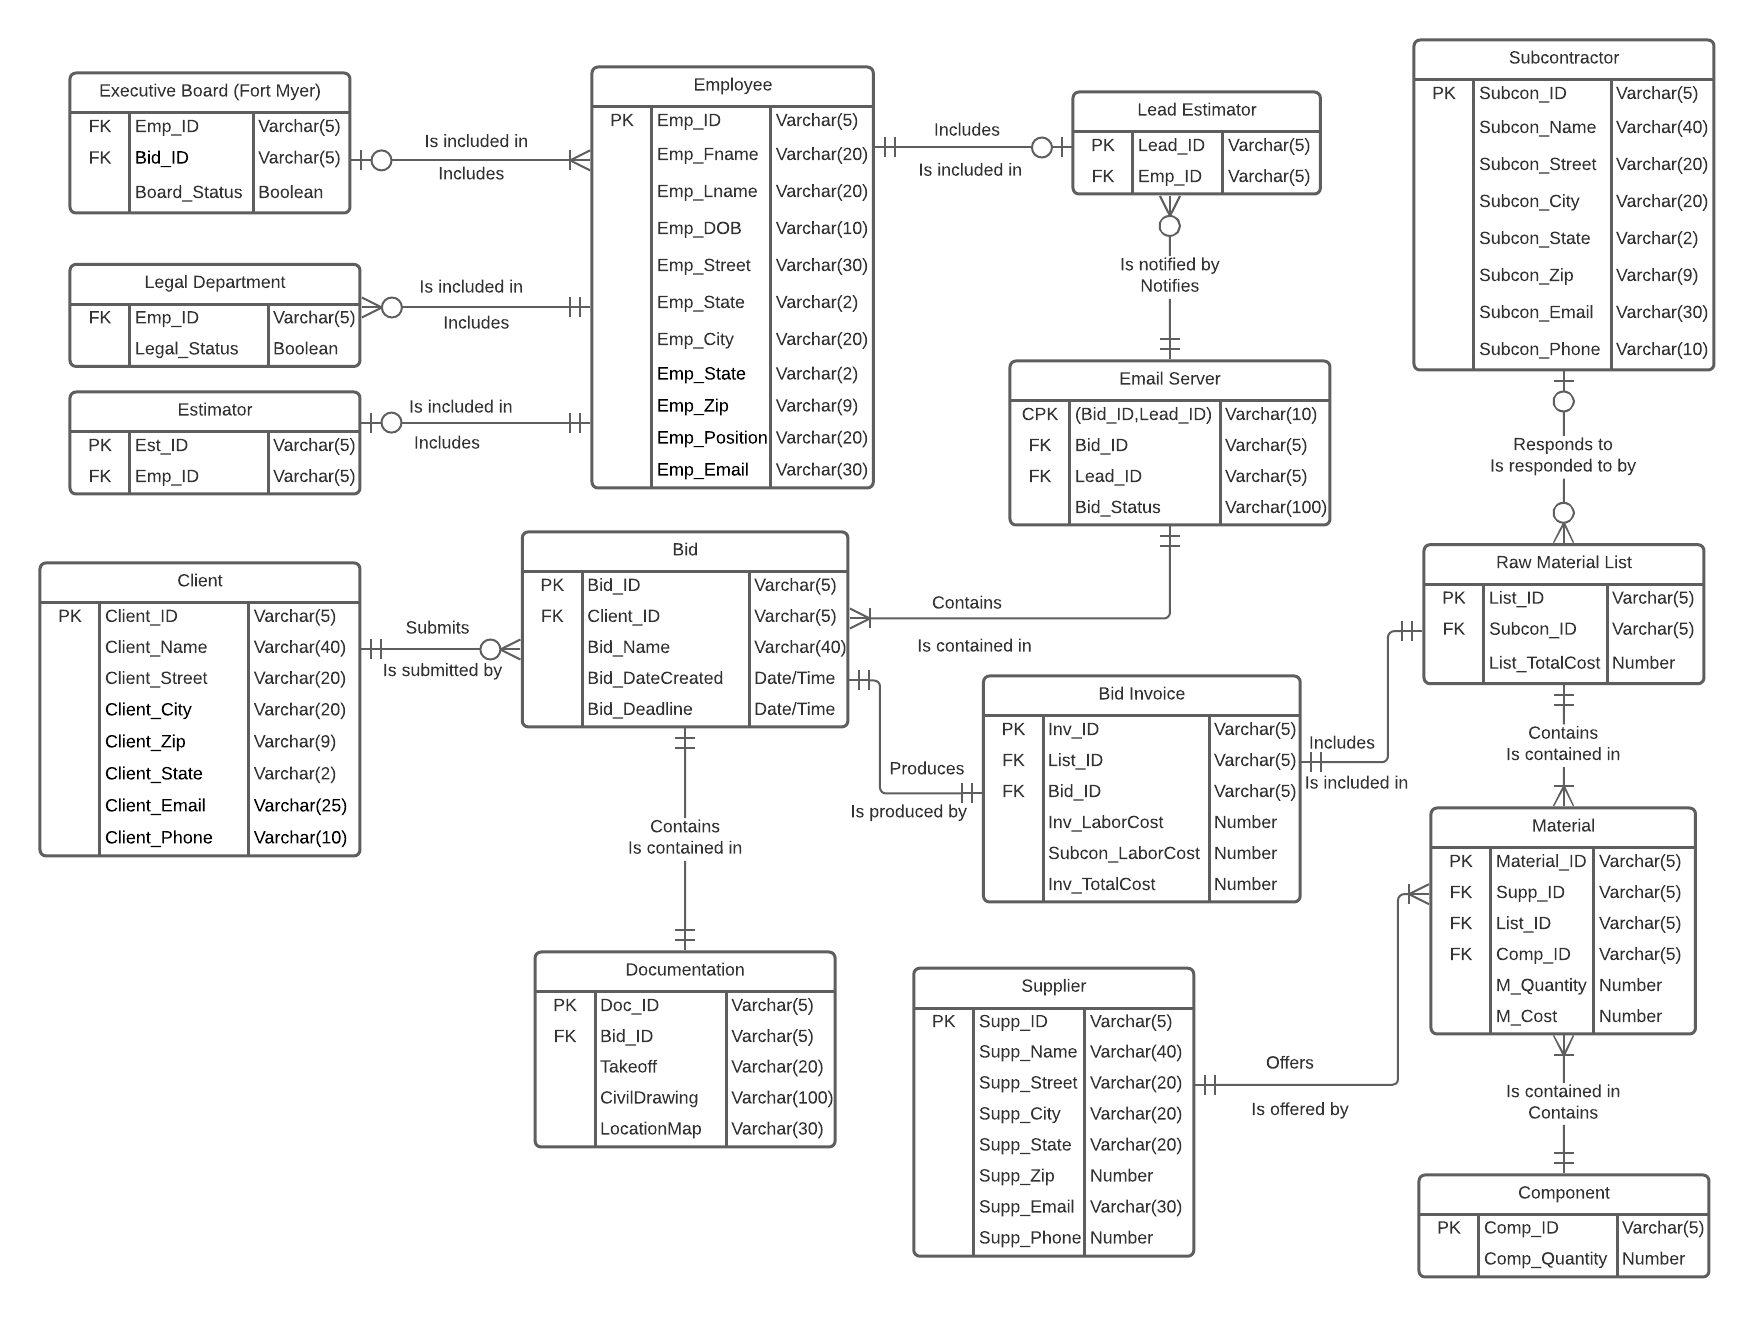 Executive Board (Fort Myer)
FK Emp_ID Varchar(5)
FK Bid_ID Varchar(5)
Board_Status Boolean
Is included in
Includes
Legal Department
FK Emp_ID Varchar(5)
Legal_Status Boolean
Is included in
Includes
Estimator
PK Est_ID Varchar(5)
FK Emp_ID Varchar(5)
Is included in
Includes
Employee
PK Emp_ID Varchar(5)
Emp_Fname Varchar(20)
Emp_Lname Varchar(20)
Emp_DOB Varchar(10)
Emp_Street Varchar(30)
Emp_State Varchar(2)
Emp_City Varchar(20)
Emp_State Varchar(2)
Emp_Zip Varchar(9)
Emp_Position Varchar(20)
Emp_Email Varchar(30)
Includes
Is included in
Lead Estimator
PK Lead_ID Varchar(5)
FK Emp_ID Varchar(5)
Is notified by
Notifies
Email Server
CPK (Bid_ID,Lead_ID) Varchar(10)
FK Bid_ID Varchar(5)
FK Lead_ID Varchar(5)
Bid_Status Varchar(100)
Contains
Is contained in
Subcontractor
PK Subcon_ID Varchar(5)
Subcon_Name Varchar(40)
Subcon_Street Varchar(20)
Subcon_City Varchar(20)
Subcon_State Varchar(2)
Subcon_Zip Varchar(9)
Subcon_Email Varchar(30)
Subcon_Phone Varchar(10)
Responds to
Is responded to by
Raw Material List
PK List_ID Varchar(5)
FK Subcon_ID Varchar(5)
List_TotalCost Number
Contains
Is contained in
Client
PK Client_ID Varchar(5)
Client_Name Varchar(40)
Client_Street Varchar(20)
Client_City Varchar(20)
Client_Zip Varchar(9)
Client_State Varchar(2)
Client_Email Varchar(25)
Client_Phone Varchar(10)
Submits
Is submitted by
Bid
PK Bid_ID Varchar(5)
FK Client_ID Varchar(5)
Bid_Name Varchar(40)
Bid_DateCreated Date/Time
Bid_Deadline Date/Time
Produces
Is produced by
Contains
Is contained in
Bid Invoice
PK Inv_ID Varchar(5)
FK List_ID Varchar(5)
FK Bid_ID Varchar(5)
Inv_LaborCost Number
Subcon_LaborCost Number
Inv_TotalCost Number
Includes
Is included in
Material
PK Material_ID Varchar(5)
FK Supp_ID Varchar(5)
FK List_ID Varchar(5)
FK Comp_ID Varchar(5)
M_Quantity Number
M_Cost Number
Documentation
PK Doc_ID Varchar(5)
FK Bid_ID Varchar(5)
Takeoff Varchar(20)
CivilDrawing Varchar(100)
LocationMap Varchar(30)
Supplier
PK Supp_ID Varchar(5)
Supp_Name Varchar(40)
Supp_Street Varchar(20)
Supp_City Varchar(20)
Supp_State Varchar(20)
Supp_Zip Number
Supp_Email Varchar(30)
Supp_Phone Number
Offers
Is offered by
Is contained in
Contains
Component
PK Comp_ID Varchar(5)
Comp_Quantity Number